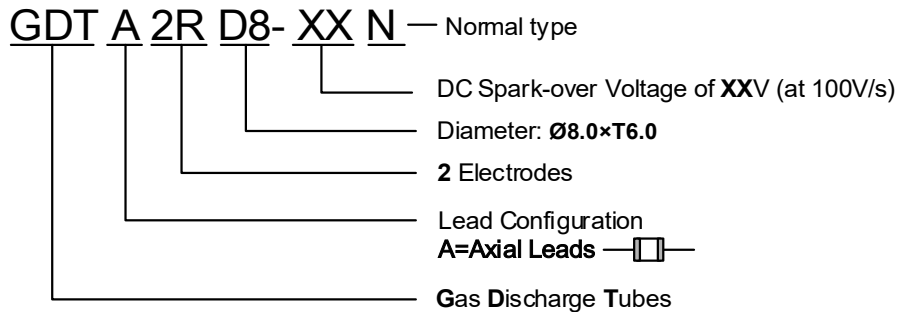 GDT A 2R D8- XX N Normal type
DC Spark-over Voltage of XXV (at 100V/s)
Diameter: Ø8.0×T6.0
2 Electrodes
Lead Configuration
A=Axial Leads
Gas Discharge Tubes